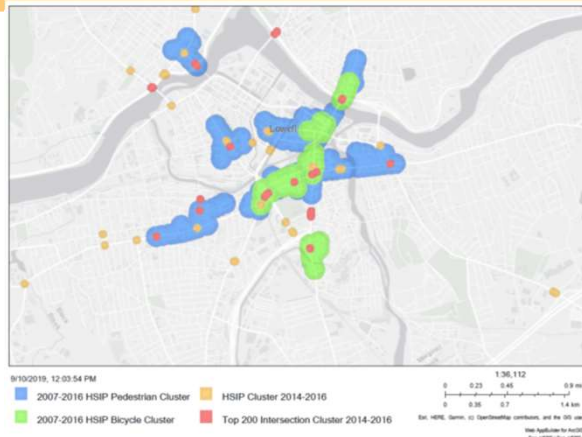 Lowell
9/10/2019, 12:03:54 PM
2007-2016 HSIP Pedestrian Cluster
HSIP Cluster 2014-2016
2007-2016 HSIP Bicycle Cluster
Top 200 Intersection Cluster 2014-2016
1:36,112
0 0.23 0.45 0.9 mi
0 0.35 0.7 1.4 km
Esri, HERE, Garmin, (c) OpenStreetMap contributors, and the GIS user
Web AppBuilder for ArcGIS